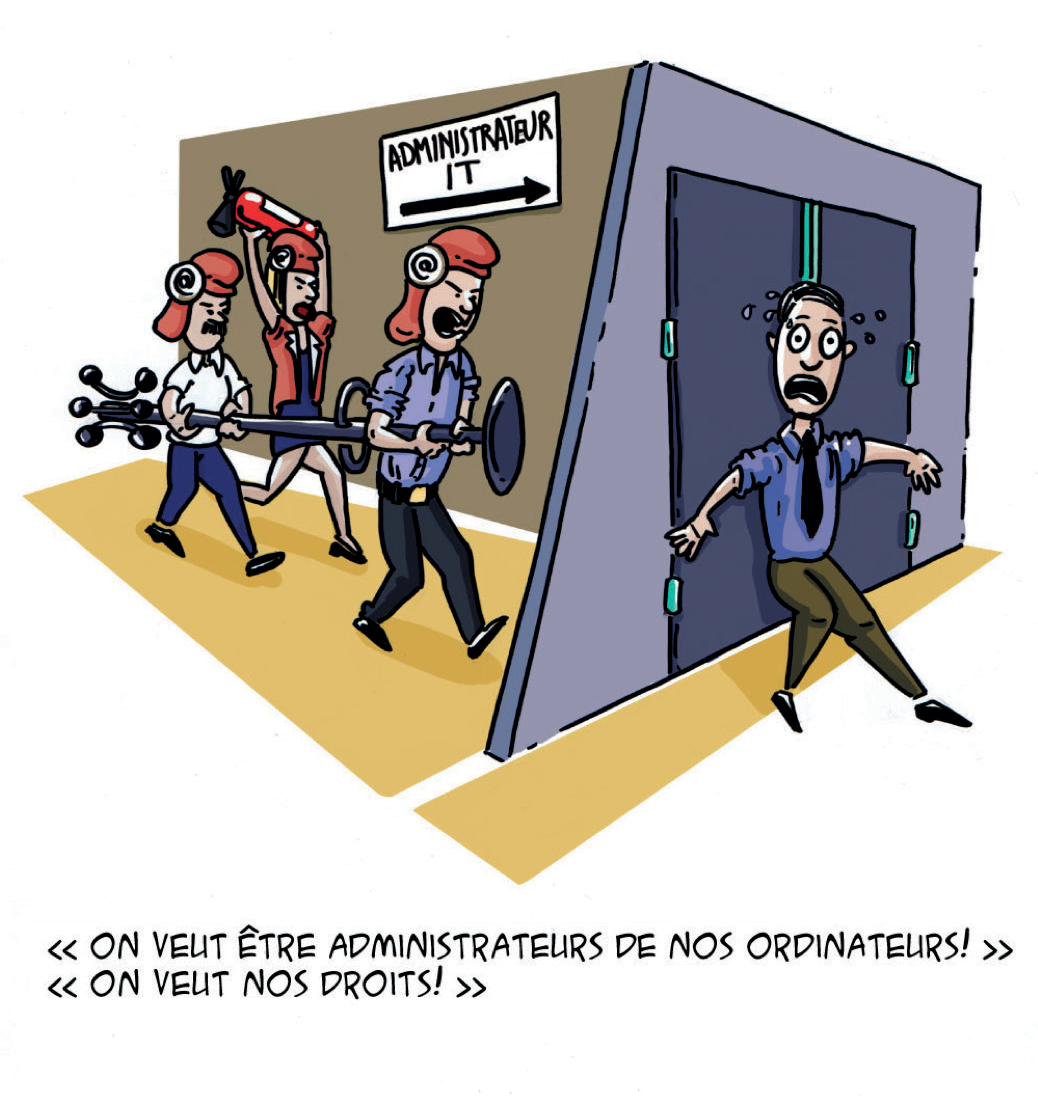 ADMINISTRATEUR
IT
@
@
@
<< ON VEUT ÊTRE ADMINISTRATEURS DE NOS ORDINATEURS! >>
<< ON VEUT NOS DROITS! >>